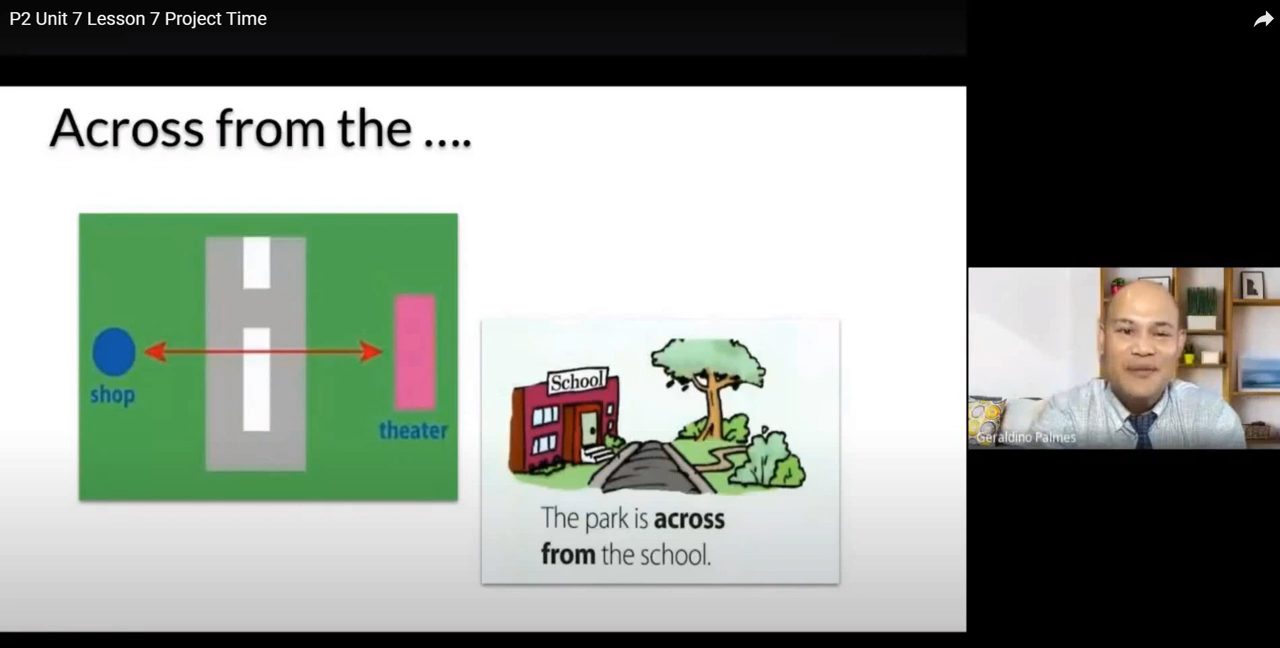 P2 Unit 7 Lesson 7 Project Time
Across from the ....
shop
theater
School
The park is across
from the school.
Geraldino Palmes